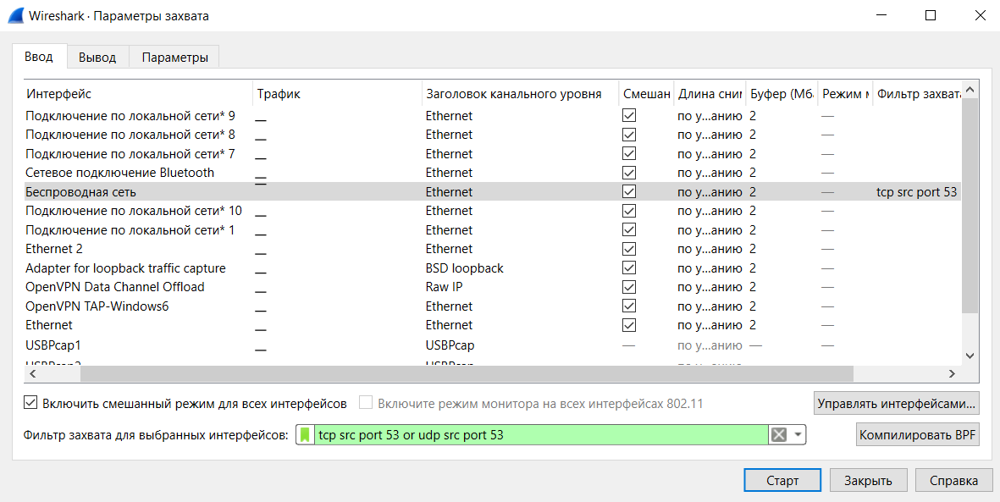 Wireshark · Параметры захвата
Ввод Вывод Параметры
Интерфейс Трафик Заголовок канального уровня Смешан Длина сни Буфер (Мб Режим Фильтр захвата
Подключение по локальной сети* 9 Ethernet по у...анию 2 —
Подключение по локальной сети* 8 Ethernet по у...анию 2 —
Подключение по локальной сети* 7 Ethernet по у...анию 2 —
Сетевое подключение Bluetooth Ethernet по у...анию 2 —
Беспроводная сеть Ethernet по у...анию 2 — tcp src port 53
Подключение по локальной сети* 10 Ethernet по у...анию 2 —
Подключение по локальной сети* 1 Ethernet по у...анию 2 —
Ethernet 2 Ethernet по у...анию 2 —
Adapter for loopback traffic capture BSD loopback по у...анию 2 —
OpenVPN Data Channel Offload Raw IP по у...анию 2 —
OpenVPN TAP-Windows6 Ethernet по у...анию 2 —
Ethernet Ethernet по у...анию 2 —
USBPcap1 USBPcap — по у...анию — —
Включить смешанный режим для всех интерфейсов Включите режим монитора на всех интерфейсах 802.11 Управлять интерфейсами...
Фильтр захвата для выбранных интерфейсов: tcp src port 53 or udp src port 53 Компилировать BPF
Старт Закрыть Справка